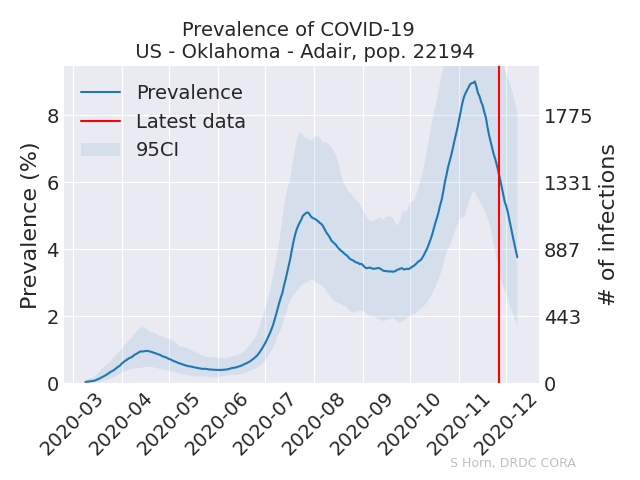 Prevalence of COVID-19
US - Oklahoma - Adair, pop. 22194
Prevalence
Latest data
95CI
Prevalence (%)
8
6
4
2
0
1775
1331
887
443
0
# of infections
2020-03
2020-04
2020-05
2020-06
2020-07
2020-08
2020-09
2020-10
2020-11
2020-12
S Horn, DRDC CORA